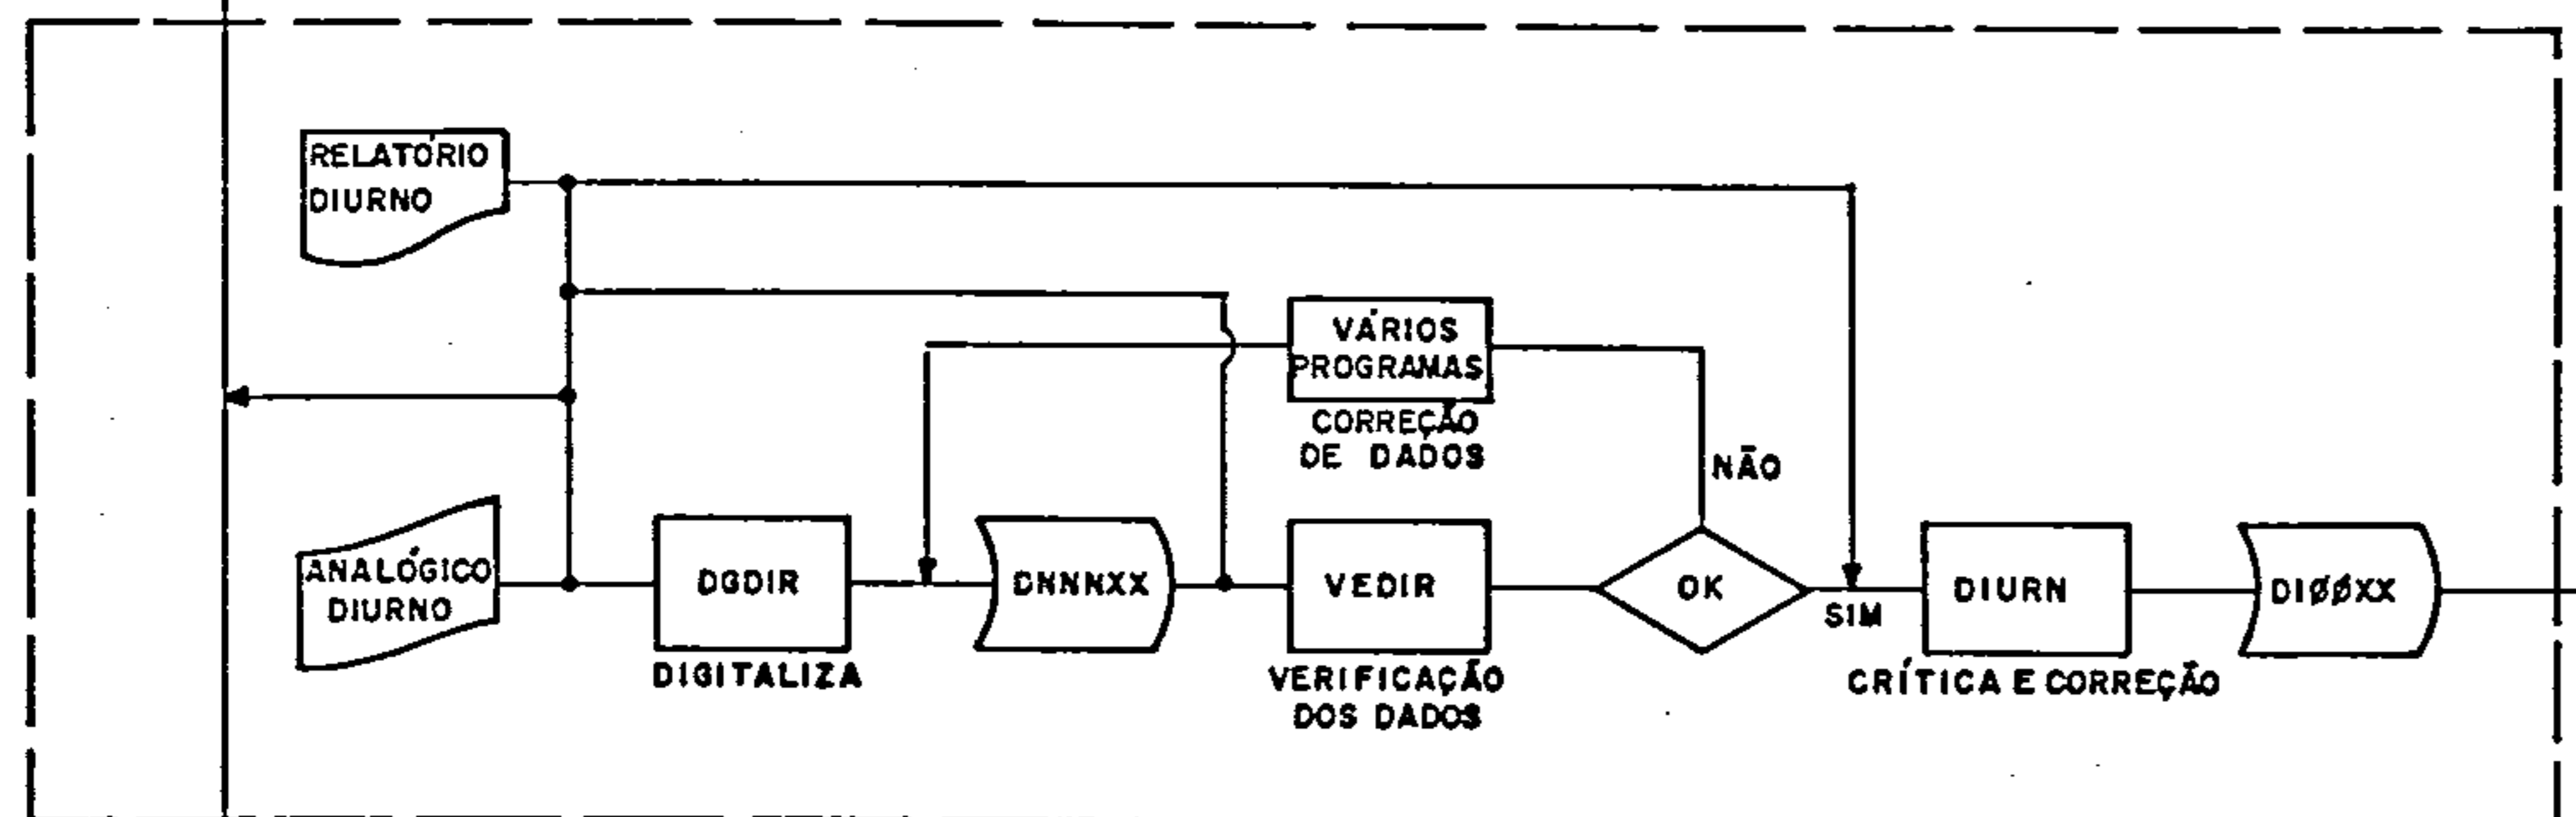 RELATÓRIO
DIURNO
VÁRIOS
PROGRAMAS
CORREÇÃO
DE DADOS
NÃO
ANALÓGICO
DIURNO
DGDIR
DIGITALIZA
DNNNXX
VEDIR
VERIFICAÇÃO
DOS DADOS
OK
SIM
DIURN
CRÍTICA E CORREÇÃO
DIØØXX